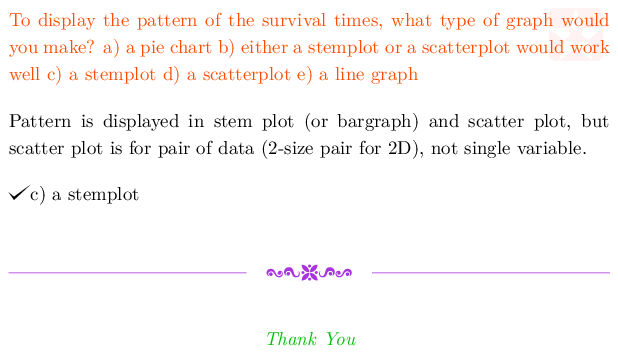 To display the pattern of the survival times, what type of graph would
you make? a) a pie chart b) either a stemplot or a scatterplot would work
well c) a stemplot d) a scatterplot e) a line graph
Pattern is displayed in stem plot (or bargraph) and scatter plot, but
scatter plot is for pair of data (2-size pair for 2D), not single variable.
✓c) a stemplot
Thank You